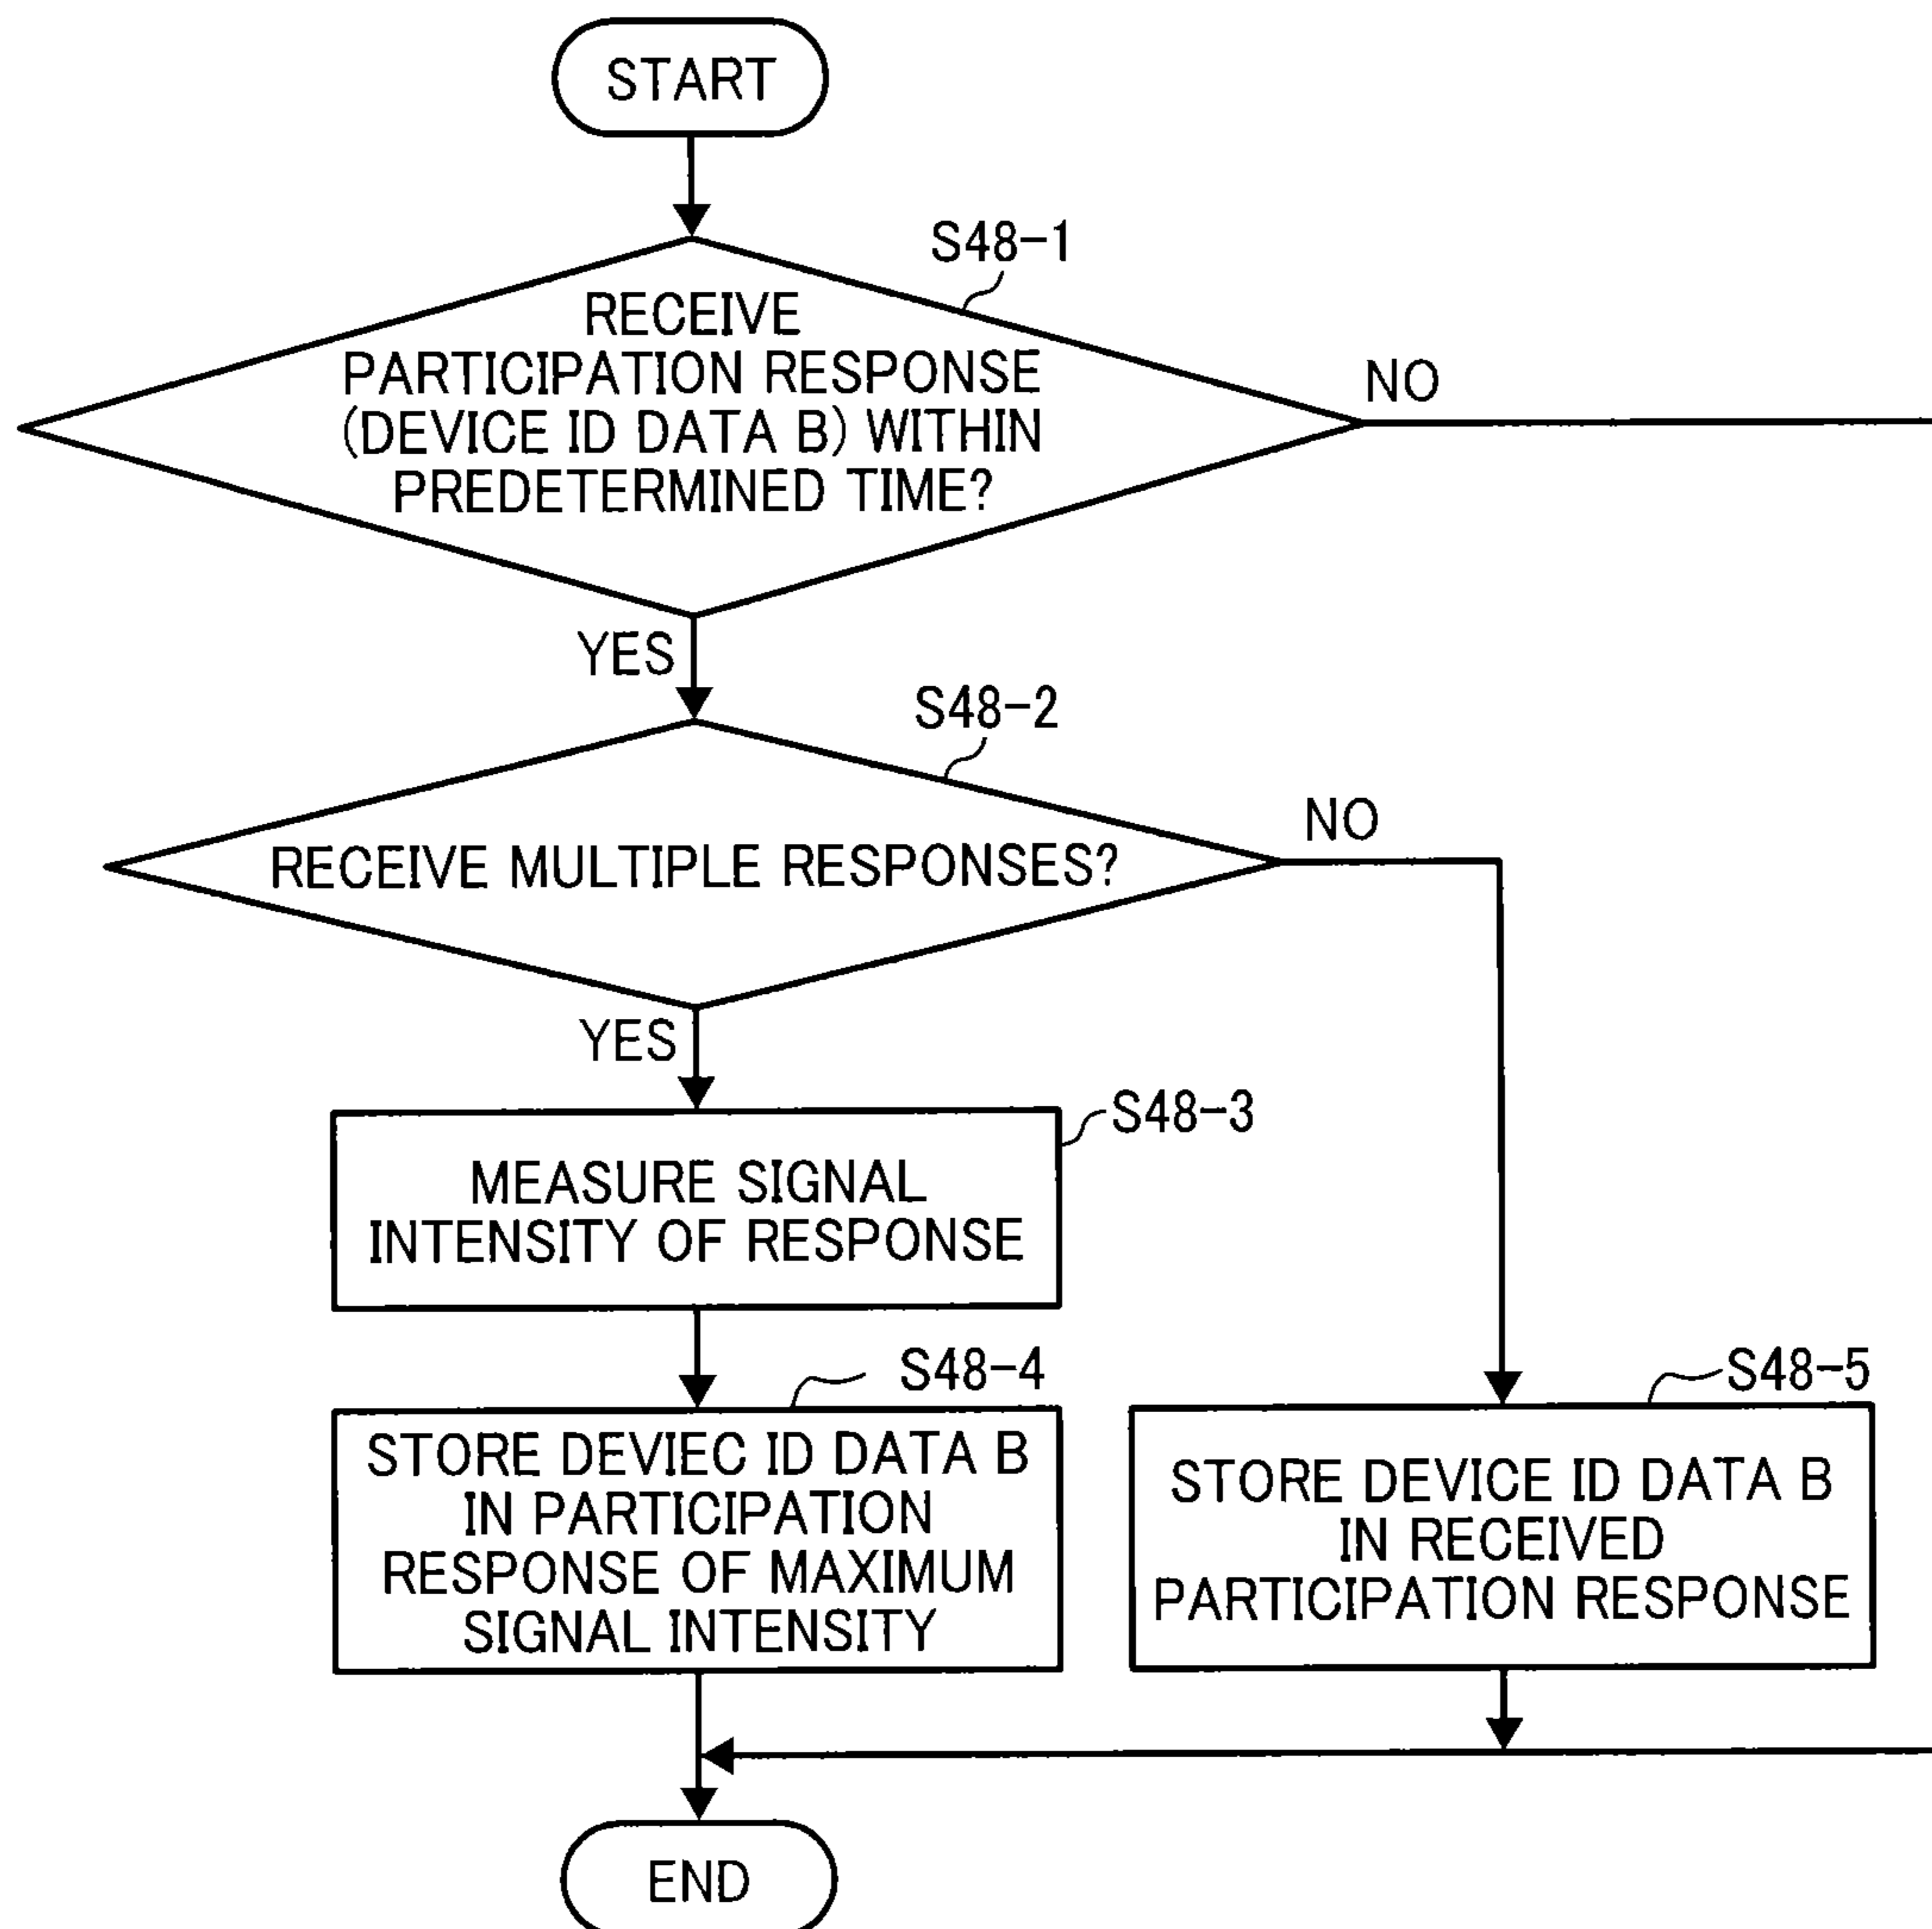 START
S48-1
RECEIVE
PARTICIPATION RESPONSE
(DEVICE ID DATA B) WITHIN
PREDETERMINED TIME?
NO
YES
S48-2
RECEIVE MULTIPLE RESPONSES?
NO
YES
S48-3
MEASURE SIGNAL
INTENSITY OF RESPONSE
S48-4
STORE DEVIEC ID DATA B
IN PARTICIPATION
RESPONSE OF MAXIMUM
SIGNAL INTENSITY
S48-5
STORE DEVICE ID DATA B
IN RECEIVED
PARTICIPATION RESPONSE
END